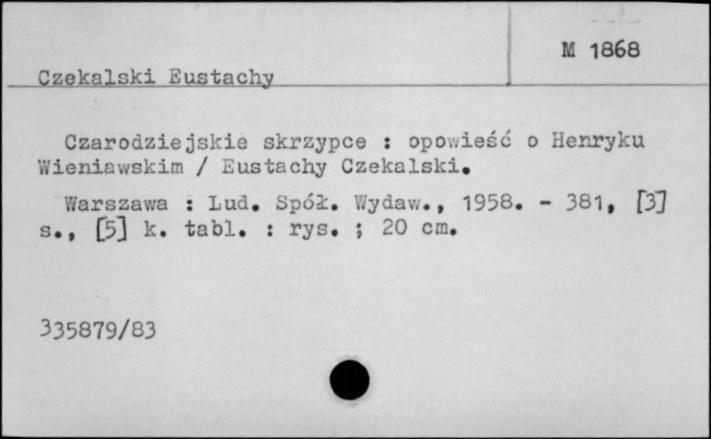 M 1868
Czekalski Eustachy
Czarodziejskie skrzypce : opowieść o Henryku
Wieniawskim / Eustachy Czekalski.
Warszawa : Lud. Spół. Wydaw., 1958. - 381, [3]
s., [5] k. tabl. : rys. ; 20 cm.
335879/83